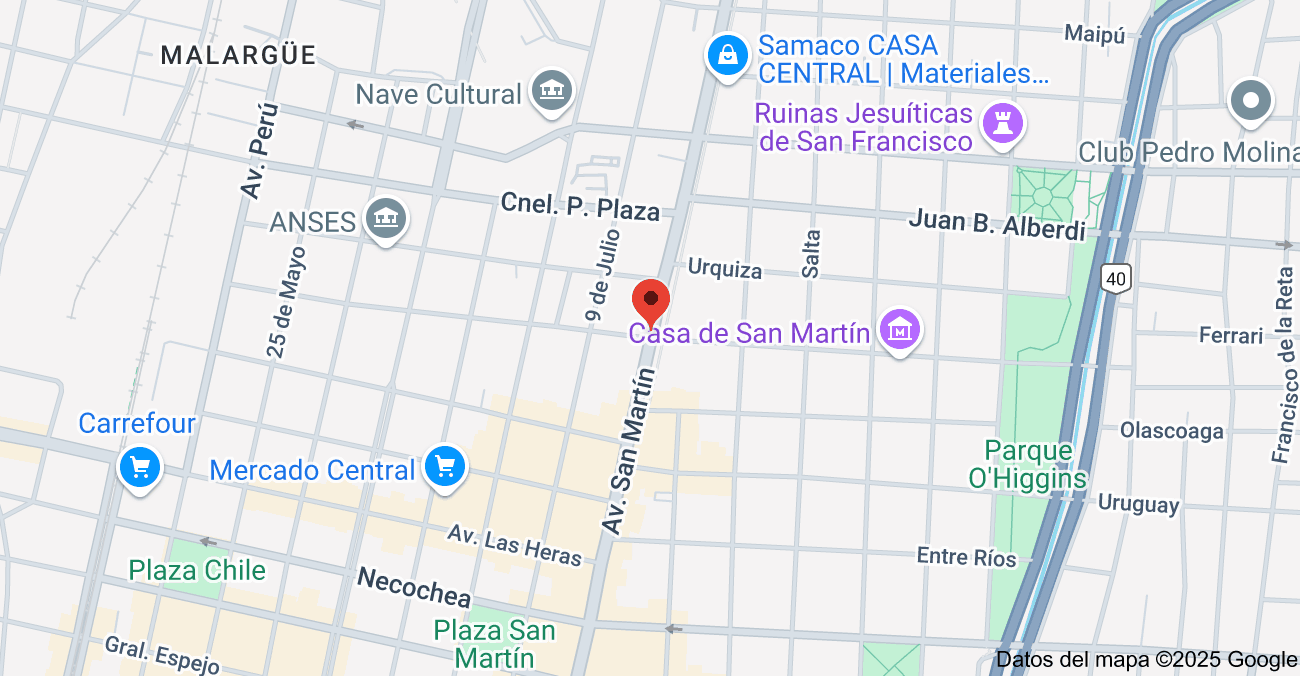 Maipú
Samaco CASA
CENTRAL | Materiales...
MALARGÜE
Nave Cultural
Ruinas Jesuíticas
de San Francisco
Av. Perú
Club Pedro Molina
Cnel. P. Plaza
ANSES
Juan B. Alberdi
9 de Julio
Salta
Urquiza
40
25 de Mayo
Casa de San Martín
Ferrari
Francisco de la Reta
Av. San Martín
Carrefour
Olascoaga
Mercado Central
Parque
O'Higgins
Uruguay
Av. Las Heras
Entre Ríos
Plaza Chile
Necochea
Plaza San
Martín
Gral. Espejo
Datos del mapa ©2025 Google